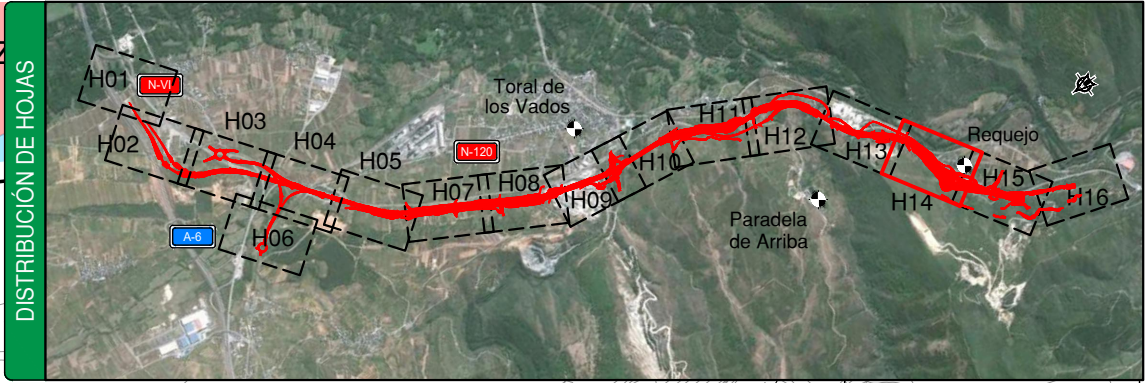 DISTRIBUCIÓN DE HOJAS
H01
N-VI
H02
H03
H04
H05
H06
A-6
N-120
Toral de
los Vados
H07
H08
H09
H10
H11
H12
H13
H14
Requejo
H15
H16
Paradela
de Arriba